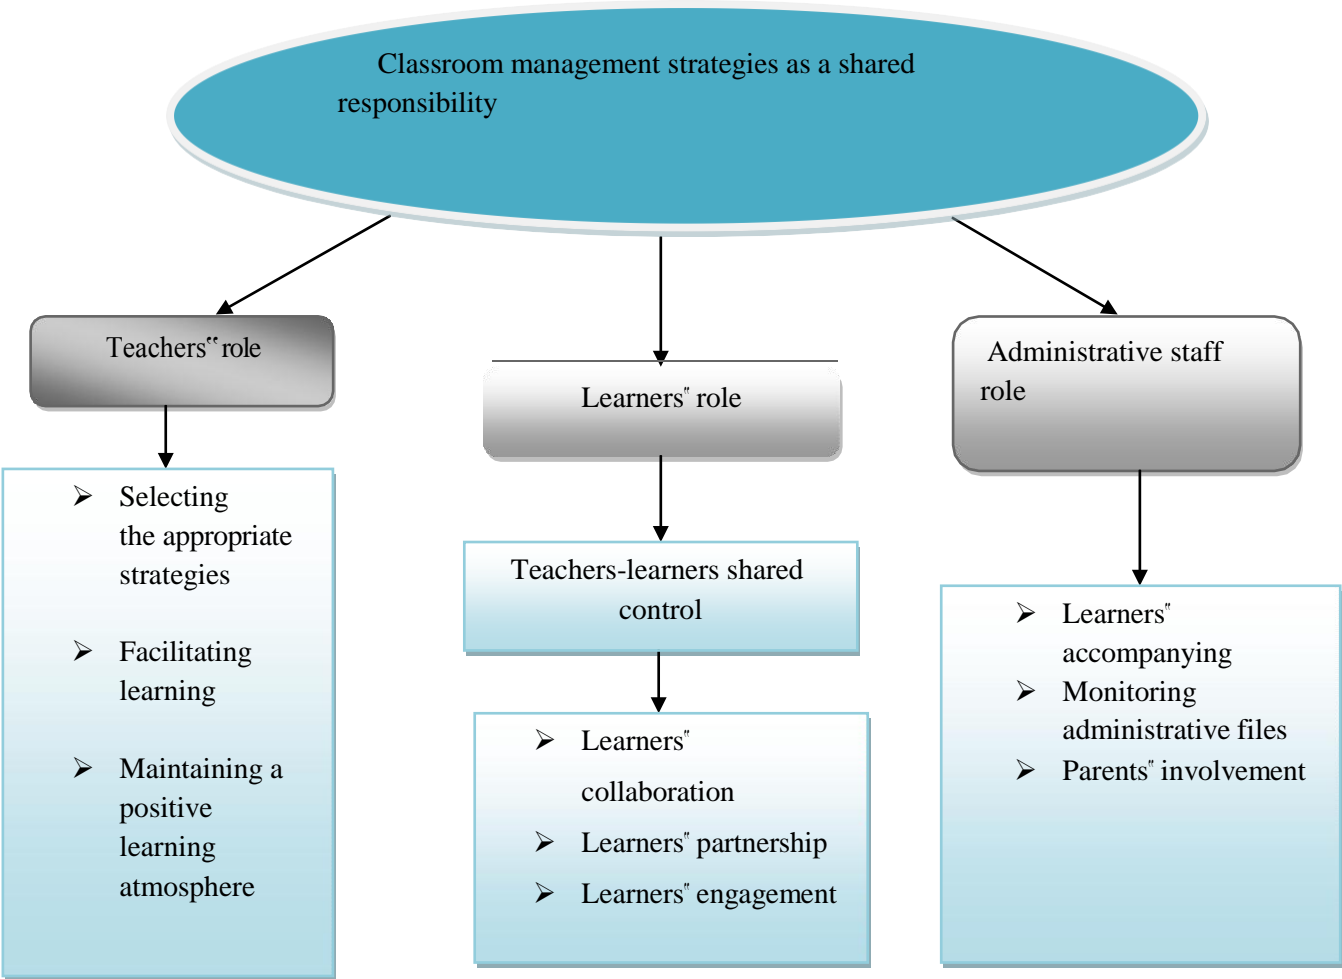 Classroom management strategies as a shared
responsibility
Teachers‟ role
Learners‟ role
Administrative staff
role
➢ Selecting
the appropriate
strategies
➢ Facilitating
learning
➢ Maintaining a
positive
learning
atmosphere
Teachers-learners shared
control
➢ Learners‟
collaboration
➢ Learners‟ partnership
➢ Learners‟ engagement
➢ Learners‟
accompanying
➢ Monitoring
administrative files
➢ Parents‟ involvement